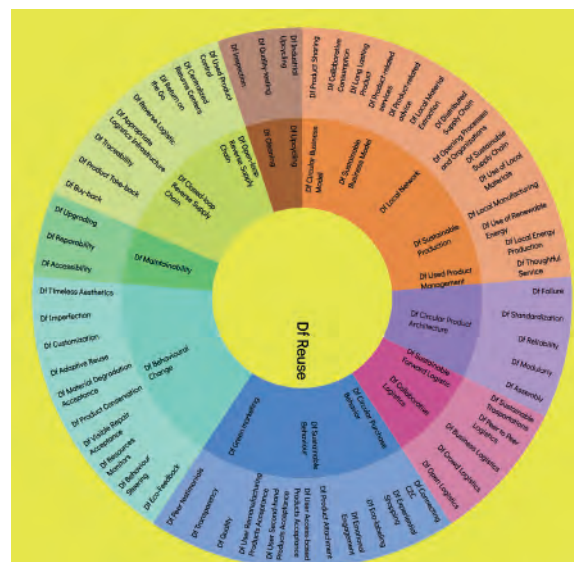 Df Reuse
Df Circular Business
Model
Df Sustainable
Business Model
Df Local Network
Df Sustainable
Production
Df Used Product
Management
Df Circular Product
Architecture
Df Sustainable
Forward Logistic
Df Collaborative
Logistics
Df Circular Purchase
Behavior
Df Sustainable
Behaviour
Df Green marketing
Df Behavioural
Change
Df Maintainability
Df Closed-loop
Reverse Supply
Chain
Df Open-loop
Reverse Supply
Chain
Df Cleaning
Df Upcycling
Df Product Sharing
Df Collaborative
Consumption
Df Long Lasting
Product
Df Product-related
services
Df Product-related
advice
Df Local Material
Extraction
Df Distributed
Supply Chain
Df Opening Processes
and Organizations
Df Sustainable
Supply Chain
Df Use of Local
Materials
Df Local Manufacturing
Df Use of Renewable
Energy
Df Local Energy
Production
Df Thoughtful
Service
Df Failure
Df Standardization
Df Reliability
Df Modularty
Df Assembly
Df Sustainable
Trasportations
Df Peer to Peer
Logistics
Df Business Logistics
Df Crowd Logistics
Df Open Logistics
Df Connecting
C2C
Df Experiential
Shopping
Df Eco-labeling
Df Emotional
Engagement
Df Product Attachment
Df User Access-based
Products Acceptance
Df User Second-hand
Products Acceptance
Df User Remanufacturing
Products Acceptance
Df Quality
Df Transparency
Df Peer Testimonials
Df Eco-Feedback
Df Behaviour
Steering
Df Resources
Monitors
Df Visible Repair
Acceptance
Df Product Conservation
Df Material Degradation
Acceptance
Df Adaptive Reuse
Df Customization
Df Imperfection
Df Timeless Aesthetics
Df Accessibility
Df Reparability
Df Upgrading
Df Buy-back
Df Product Take-back
Df Traceability
Df Appropriate
Logistics Infrastructure
Df Reverse Logistic
Df Return on
the Go
Df Centralized
Returns Centers
Df Used Product
Control
Df Inspection
Df Quality-testing
Df Industrial
Upcycling